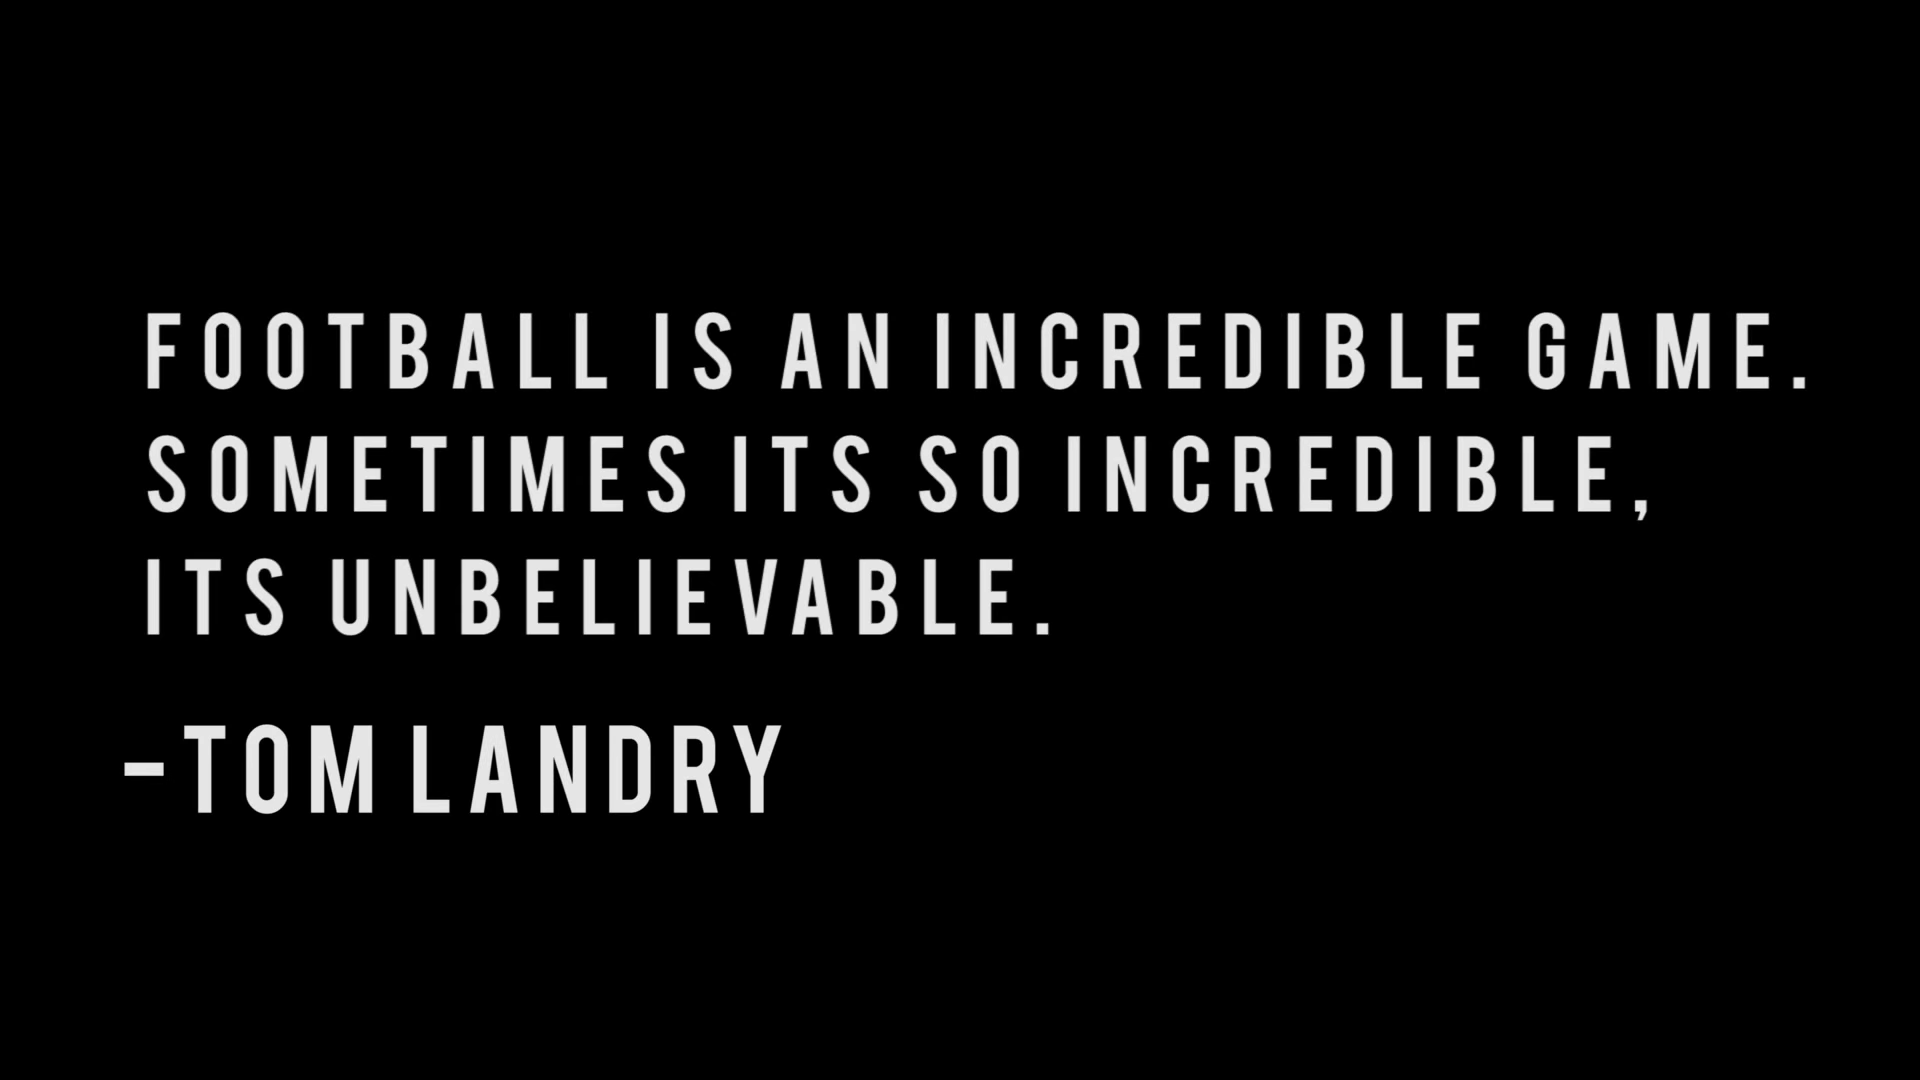 FOOTBALL IS AN INCREDIBLE GAME.
SOMETIMES ITS SO INCREDIBLE,
ITS UNBELIEVABLE.
-TOM LANDRY